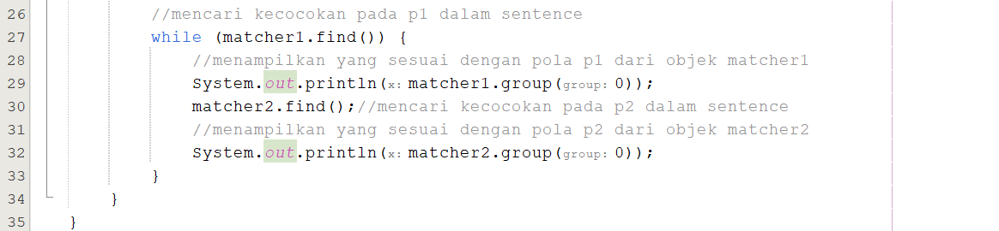 26 //mencari kecocokan pada p1 dalam sentence
27 while (matcher1.find()) {
28 //menampilkan yang sesuai dengan pola p1 dari objek matcher1
29 System.out.println(x: matcher1.group(group: 0));
30 matcher2.find();//mencari kecocokan pada p2 dalam sentence
31 //menampilkan yang sesuai dengan pola p2 dari objek matcher2
32 System.out.println(x: matcher2.group(group: 0));
33 }
34 }
35 }